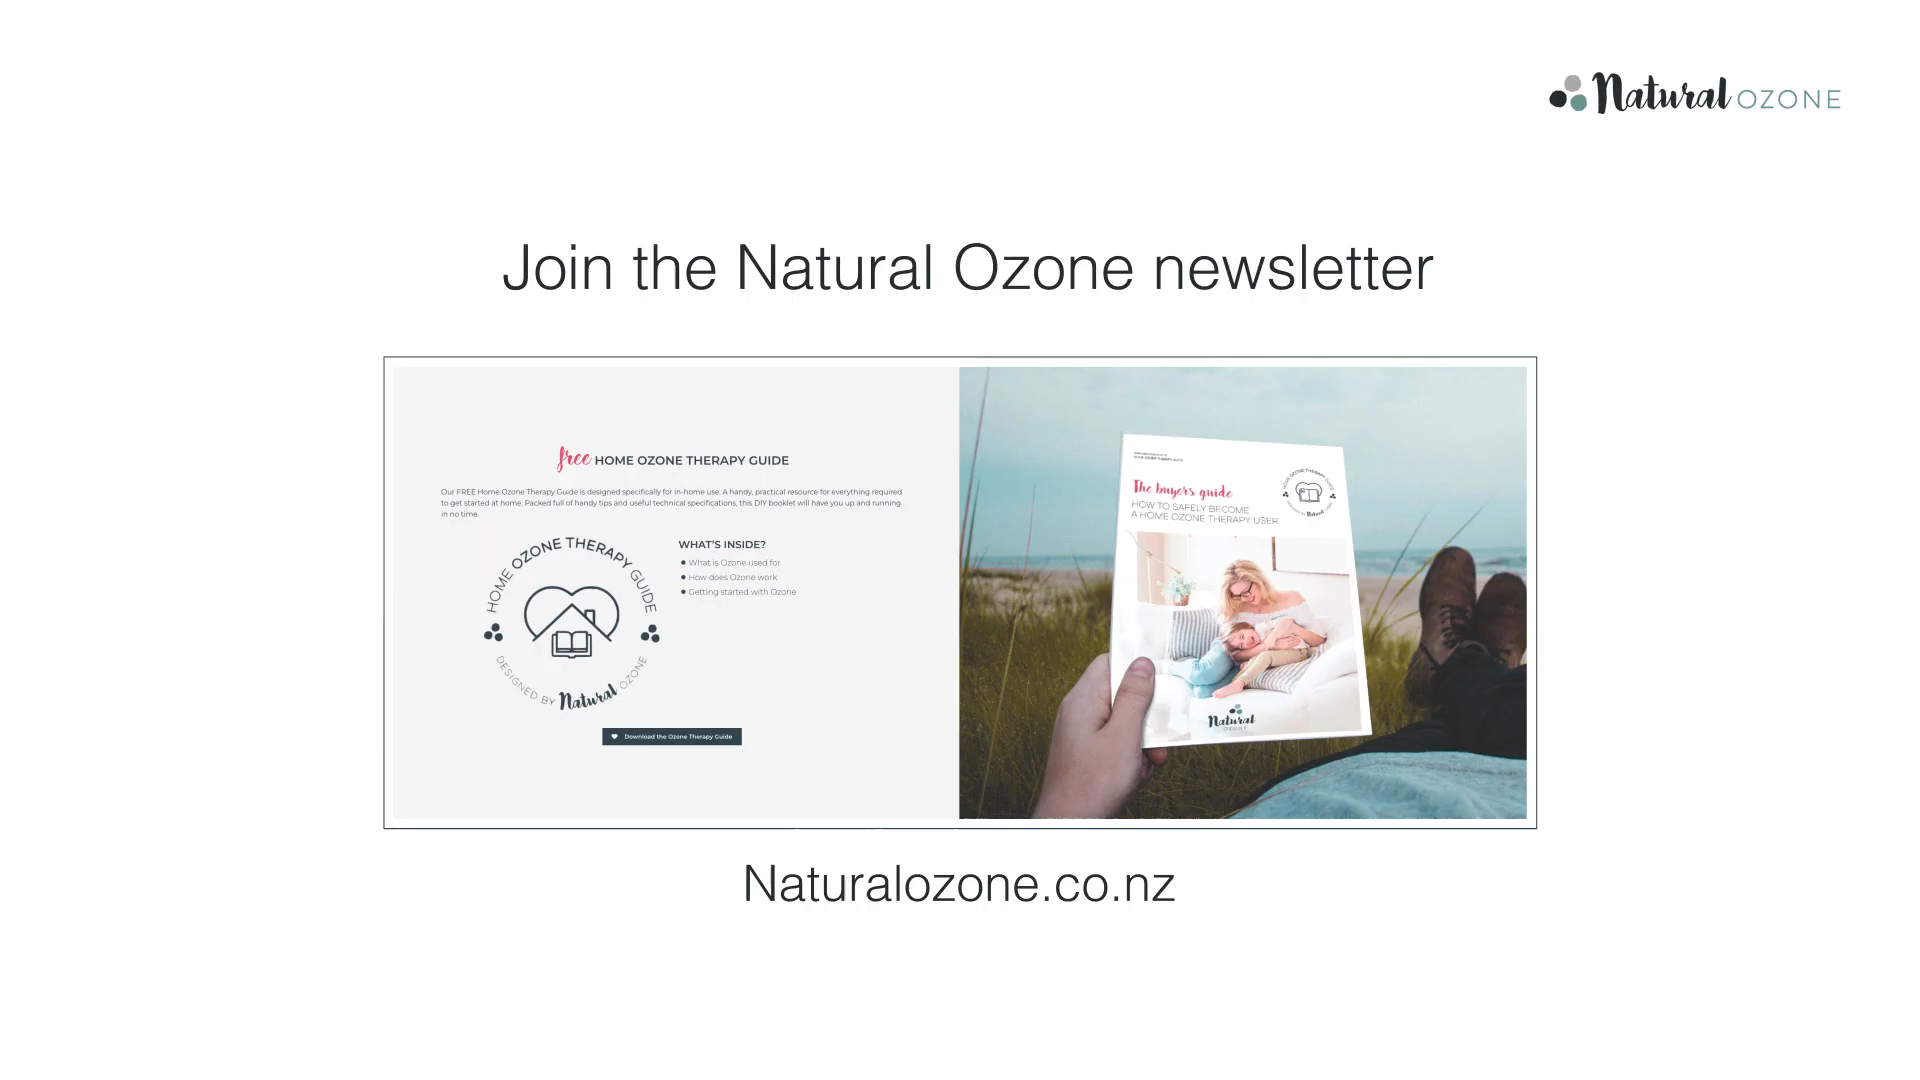 Natural OZONE
Join the Natural Ozone newsletter
free HOME OZONE THERAPY GUIDE
Our FREE Home Ozone Therapy Guide is designed specifically for in-home use. A handy, practical resource for everything required
to get started at home. Packed full of handy tips and useful technical specifications, this DIY booklet will have you up and running
in no time.
HOME OZONE THERAPY GUIDE
DESIGNED BY Natural OZONE
WHAT'S INSIDE?
● What is Ozone used for
● How does Ozone work
● Getting started with Ozone
Download the Ozone Therapy Guide
The buyers guide
HOW TO SAFELY BECOME
A HOME OZONE THERAPY USER
HOME OZONE THERAPY
Natural
Naturalozone.co.nz